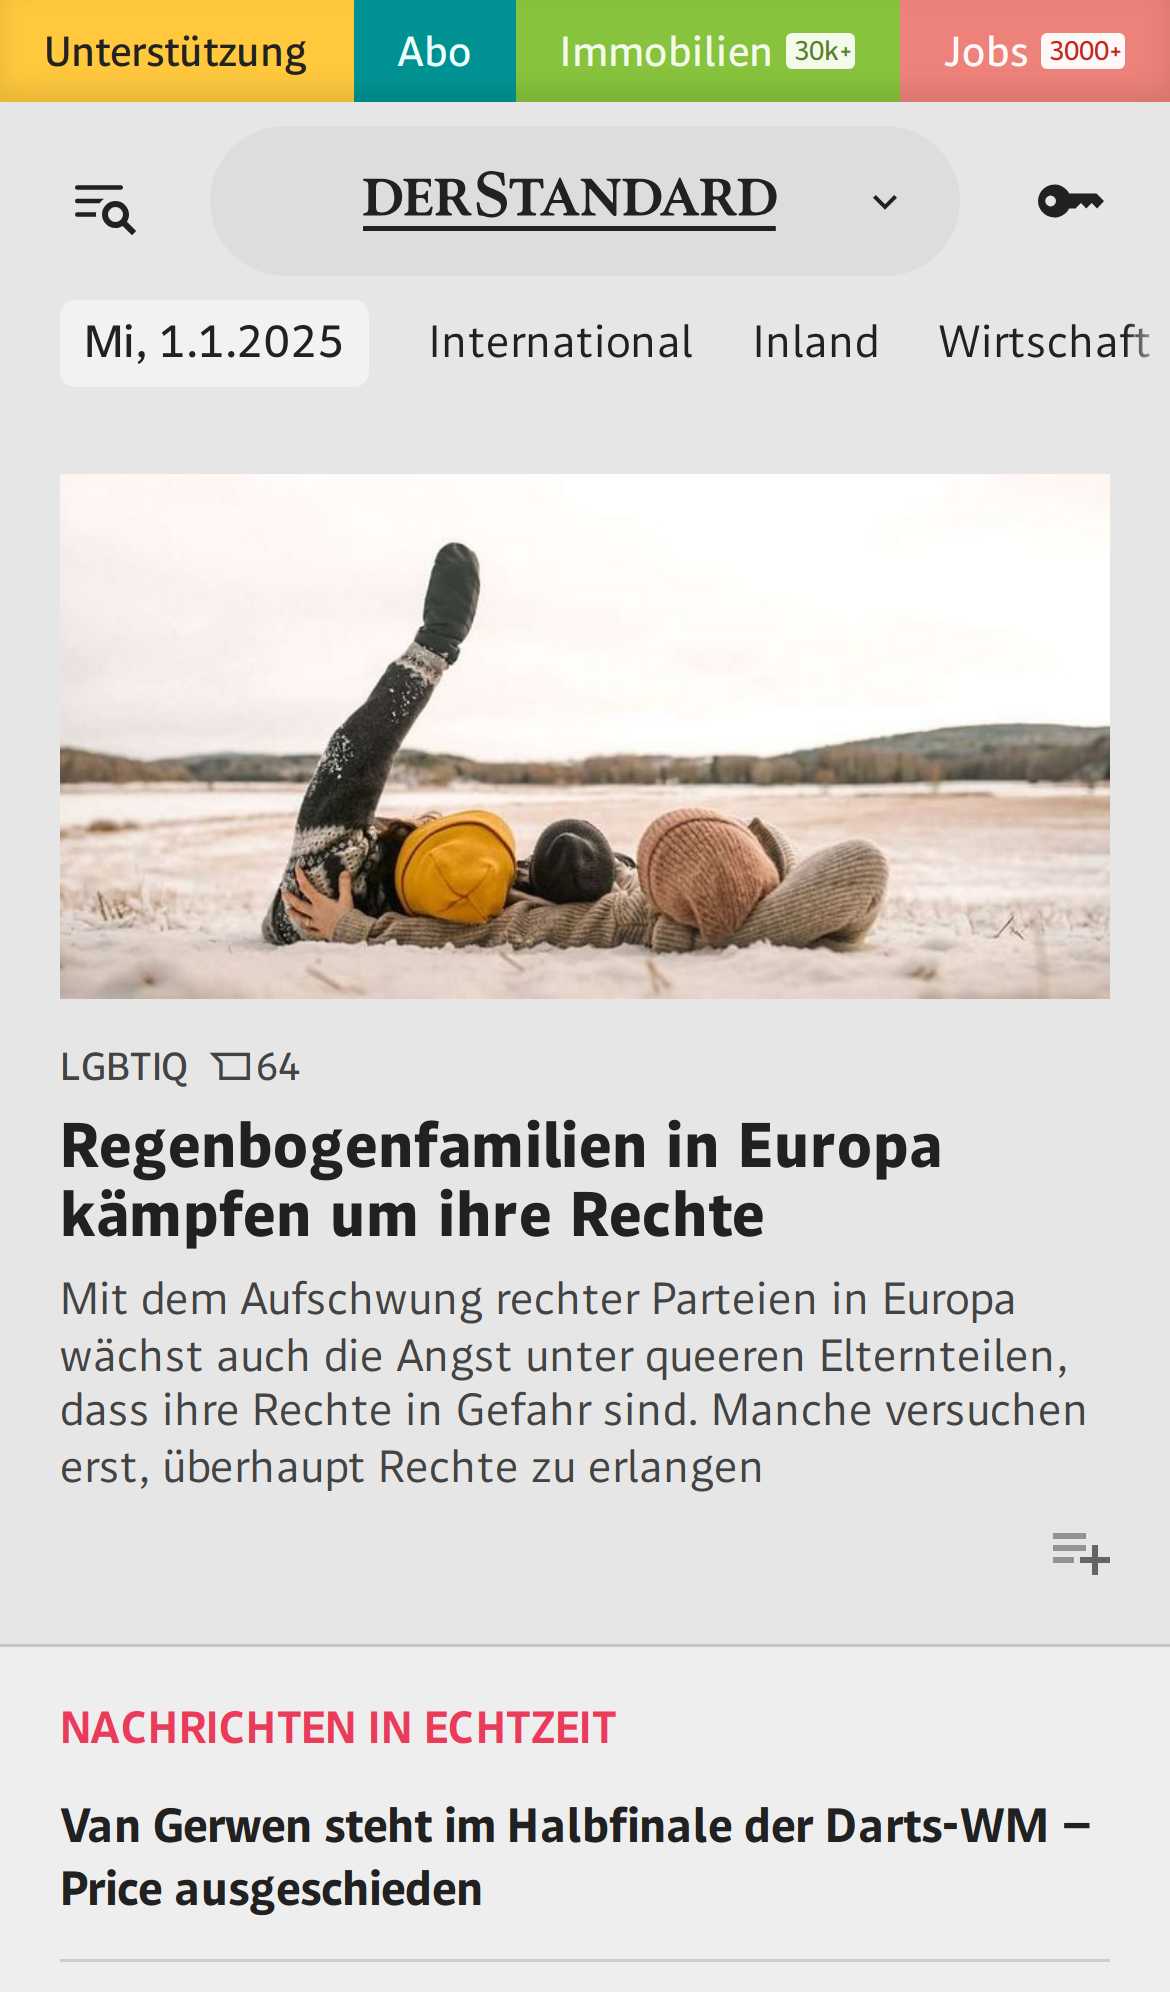 Unterstützung
Abo
Immobilien 30k+
Jobs 3000+
DERSTANDARD
Mi, 1.1.2025
International
Inland
Wirtschaft
LGBTIQ 64
Regenbogenfamilien in Europa
kämpfen um ihre Rechte
Mit dem Aufschwung rechter Parteien in Europa
wächst auch die Angst unter queeren Elternteilen,
dass ihre Rechte in Gefahr sind. Manche versuchen
erst, überhaupt Rechte zu erlangen
NACHRICHTEN IN ECHTZEIT
Van Gerwen steht im Halbfinale der Darts-WM –
Price ausgeschieden